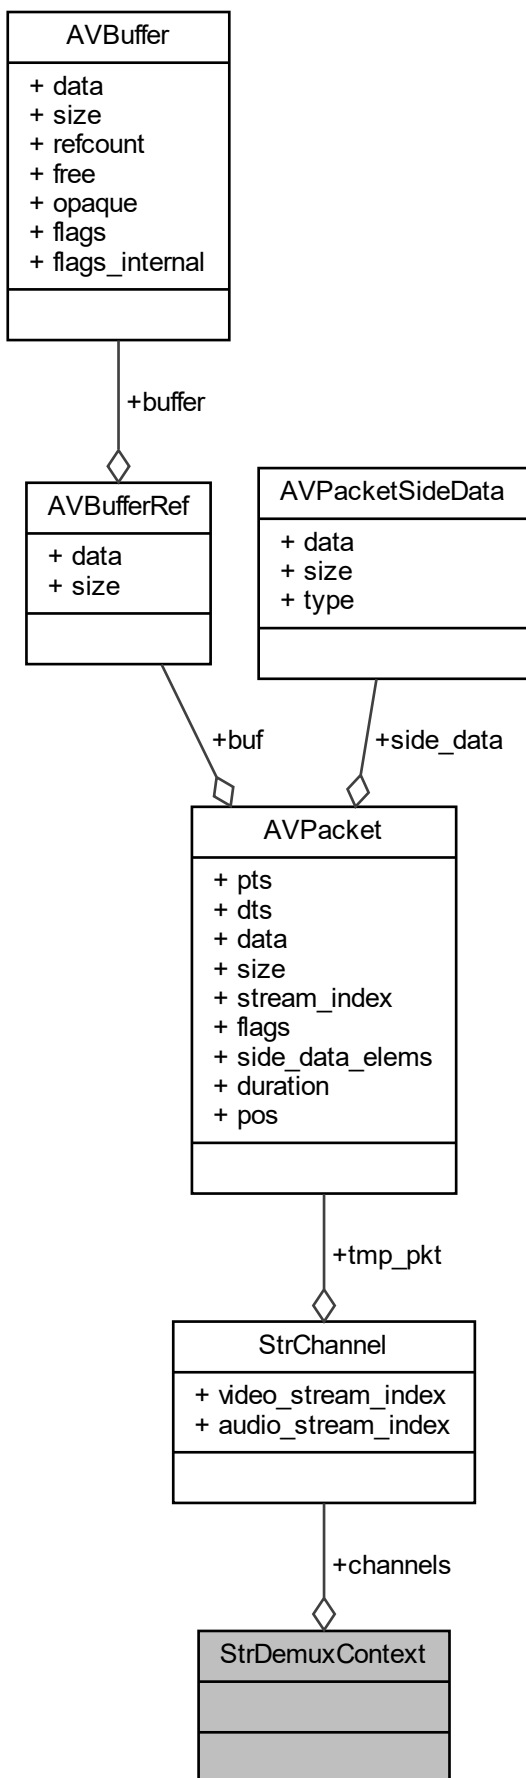 AVBuffer
+ data
+ size
+ refcount
+ free
+ opaque
+ flags
+ flags_internal
+buffer
AVBufferRef
+ data
+ size
AVPacketSideData
+ data
+ size
+ type
+buf
+side_data
AVPacket
+ pts
+ dts
+ data
+ size
+ stream_index
+ flags
+ side_data_elems
+ duration
+ pos
+tmp_pkt
StrChannel
+ video_stream_index
+ audio_stream_index
+channels
StrDemuxContext